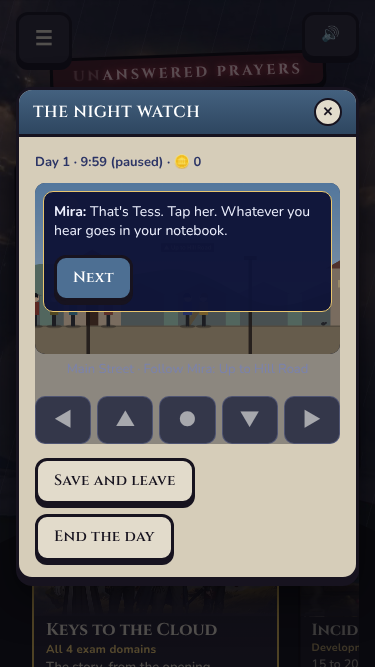 UNANSWERED PRAYERS
THE NIGHT WATCH
Day 1 · 9:59 (paused) · 🪙 0
Mira: That's Tess. Tap her. Whatever you
hear goes in your notebook.
NEXT
SAVE AND LEAVE
END THE DAY
KEYS TO THE CLOUD
All 4 exam domains
The story, from the opening
INCID
Develop
15 to 20